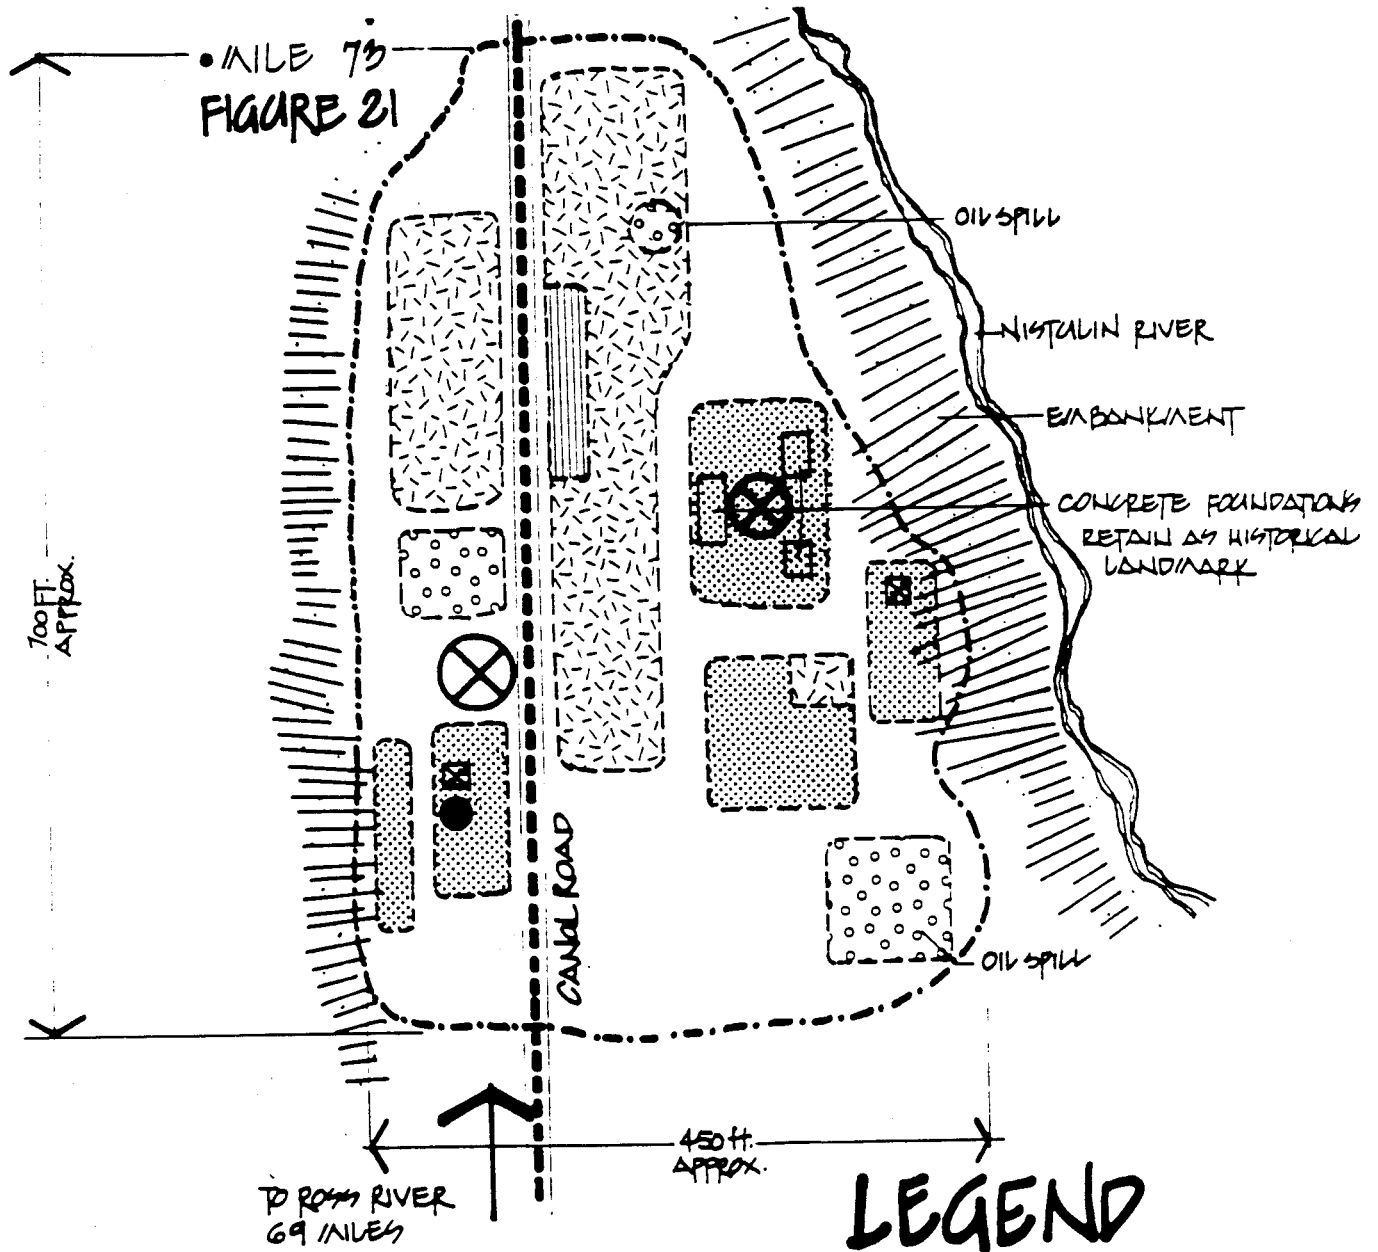 • MILE 73
FIGURE 21
OIL SPILL
NISTULIN RIVER
EMBANKMENT
CONCRETE FOUNDATIONS
RETAIN AS HISTORICAL
LANDMARK
700 FT.
APPROX.
CANOL ROAD
OIL SPILL
450 ft.
APPROX.
TO ROSS RIVER
69 MILES
LEGEND